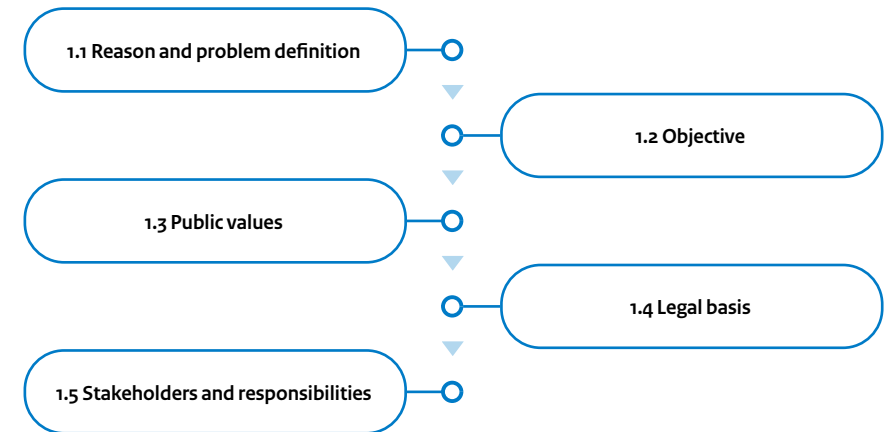 1.1 Reason and problem definition
1.2 Objective
1.3 Public values
1.4 Legal basis
1.5 Stakeholders and responsibilities